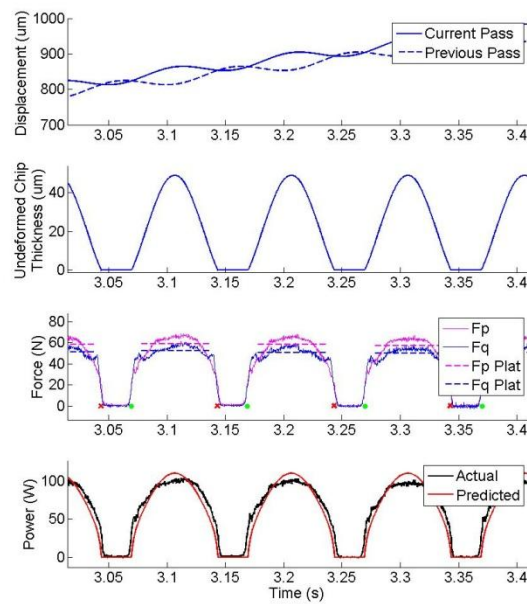 Displacement (um)
1000
900
800
700
Current Pass
Previous Pass
3.05 3.1 3.15 3.2 3.25 3.3 3.35 3.4
Undeformed Chip
Thickness (um)
40
20
0
3.05 3.1 3.15 3.2 3.25 3.3 3.35 3.4
Force (N)
80
60
40
20
0
Fp
Fq
Fp Plat
Fq Plat
3.05 3.1 3.15 3.2 3.25 3.3 3.35 3.4
Power (W)
100
50
0
Actual
Predicted
3.05 3.1 3.15 3.2 3.25 3.3 3.35 3.4
Time (s)